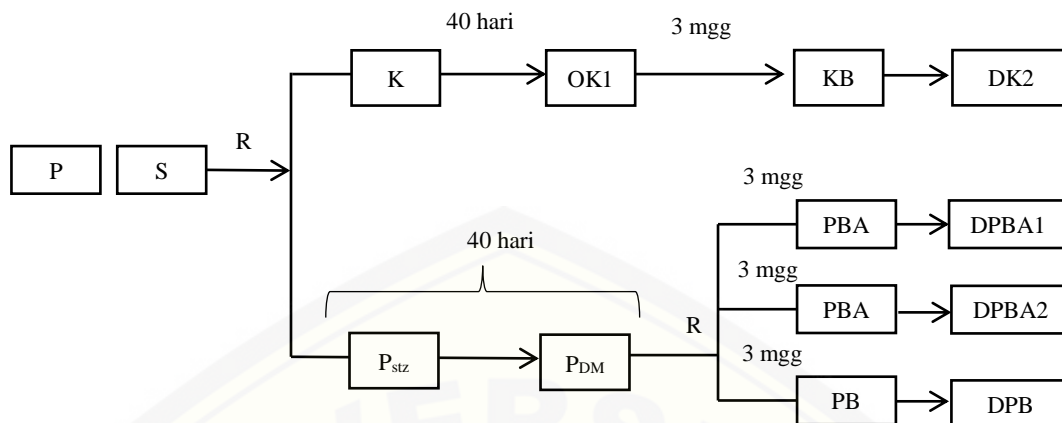 40 hari
3 mgg
K
OK1
KB
DK2
R
P
S
3 mgg
PBA
DPBA1
40 hari
3 mgg
PBA
DPBA2
R
3 mgg
Pstz
PDM
PB
DPB